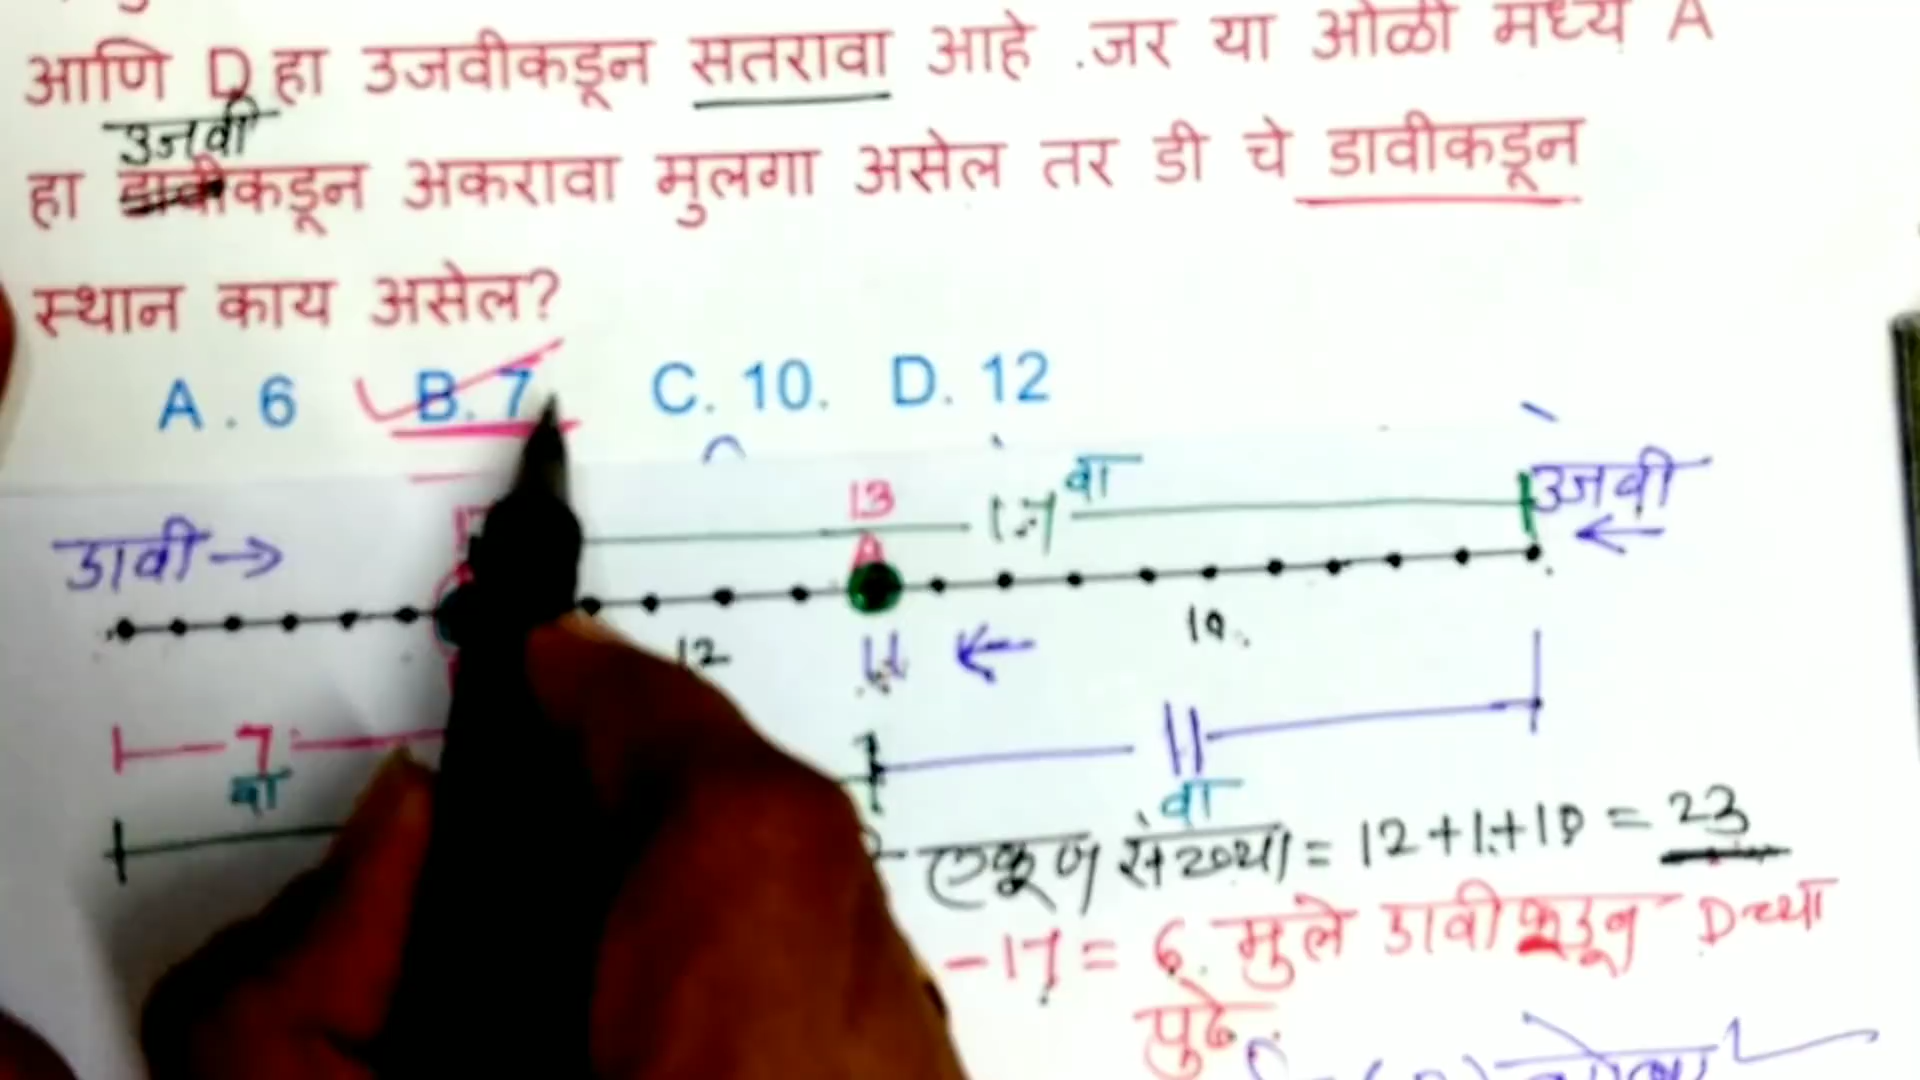 आणि D हा उजवीकडून सतरावा आहे .जर या ओळी मध्ये A
उजवी
हा डावीकडून अकरावा मुलगा असेल तर डी चे डावीकडून
स्थान काय असेल?
A . 6 B. 7 C. 10. D. 12
13 17 वा उजवी ←
डावी →
A
12 11 ← 10.
7 वा
11 वा
एकूण संख्या = 12+1+10 = 23
-17 = 6 मुले डावीकडून D च्या
पुढे